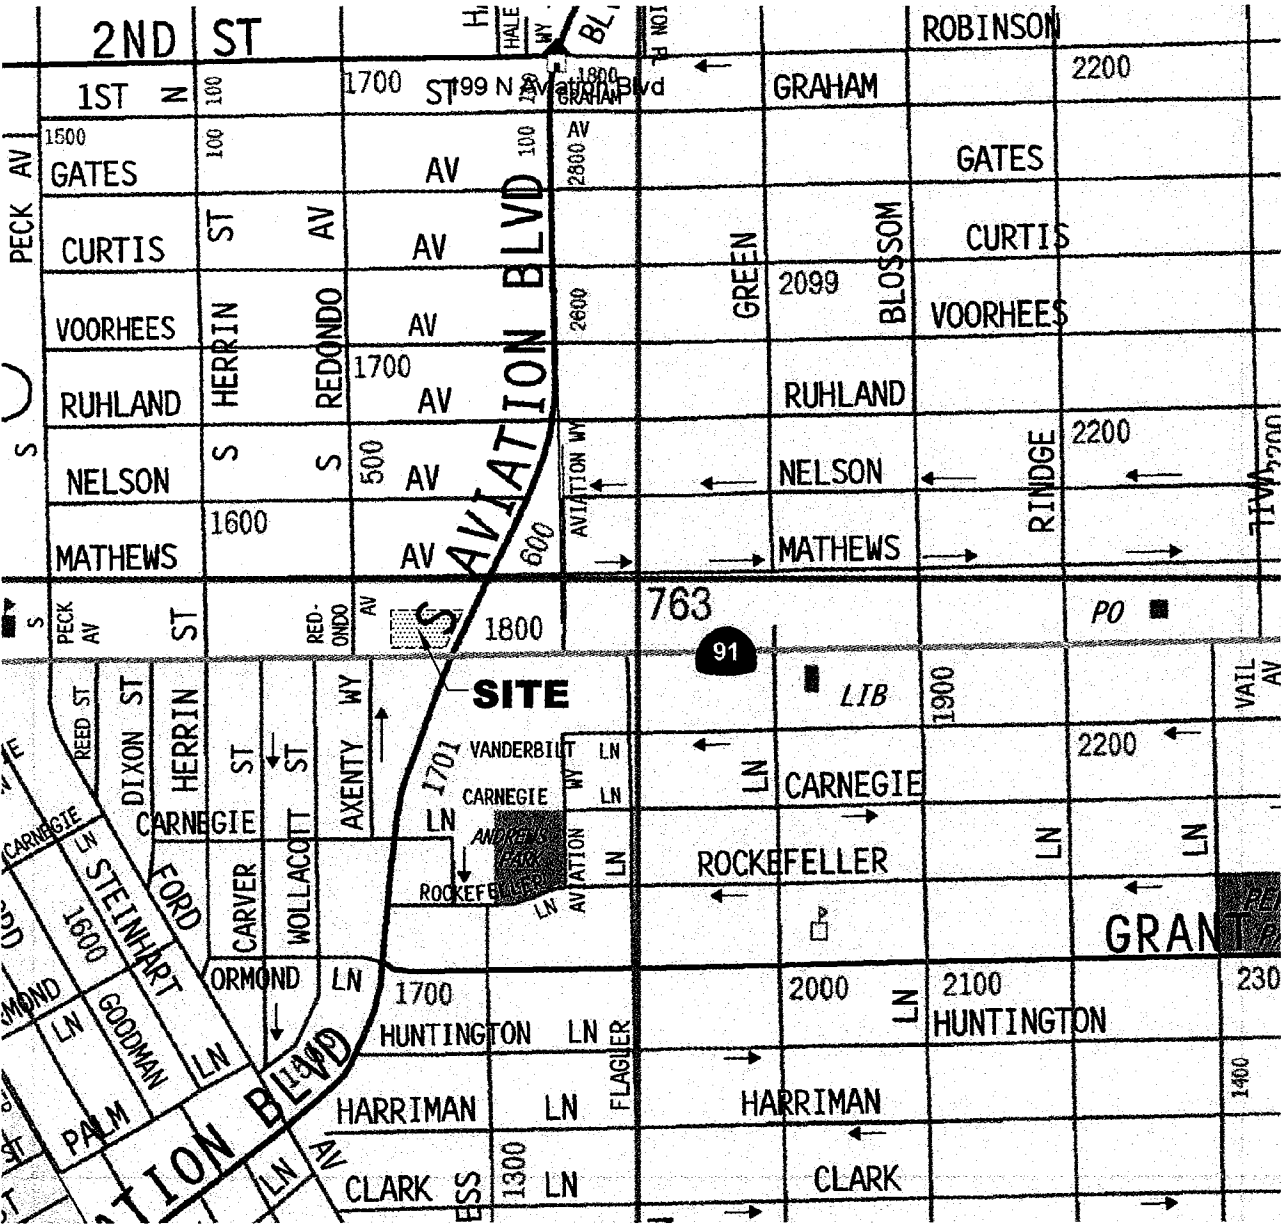 2ND ST
HALE
WY
ROBINSON
1ST N
100
1700
ST
199 N Aviation Blvd
1800
GRAHAM
AV
GRAHAM
2200
PECK AV
1500
GATES
100
AV
100
2800
GATES
CURTIS
ST
AV
AV
AVIATION BLVD
GREEN
BLOSSOM
CURTIS
2099
VOORHEES
HERRIN
REDONDO
AV
2600
VOORHEES
1700
RUHLAND
AV
RUHLAND
S
NELSON
S
S
500
AV
AVIATION WY
NELSON
RINDGE
2200
VAIL
2200
MATHEWS
1600
AV
600
MATHEWS
S
PECK AV
ST
RED-
ONDO
AV
S
1800
763
PO
91
SITE
LIB
1900
VAIL AV
REED ST
DIXON ST
HERRIN
ST
ST
AXENTY WY
1701
VANDERBILT LN
WY
LN
2200
CARNEGIE LN
CARNEGIE
CARNEGIE
LN
CARNEGIE
LN
ANDREWS
PARK
AVIATION
LN
ROCKEFELLER
LN
LN
STEINHART
FORD
CARVER
WOLLACOTT
ROCKEFELLER
LN
1600
GRANT
ORMOND LN
1700
2000
LN
2100
230
LN
GOODMAN
LN
HUNTINGTON LN
FLAGLER
HUNTINGTON
BLVD
HARRIMAN LN
HARRIMAN
1400
PALM
LN
AV
CLARK
ESS
1300
LN
CLARK